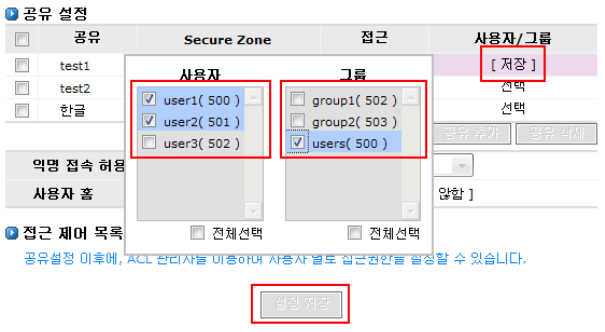 공유 설정
공유 Secure Zone 접근 사용자/그룹
test1 [ 저장 ]
test2 선택
한글 선택
사용자 그룹
user1( 500 ) group1( 502 )
user2( 501 ) group2( 503 )
user3( 502 ) users( 500 )
전체선택 전체선택
공유 추가 공유 삭제
익명 접속 허용
사용자 홈 않함 ]
접근 제어 목록
공유설정 이후에, ACL 관리자를 이용하여 사용자 별로 접근권한을 설정할 수 있습니다.
설정 저장